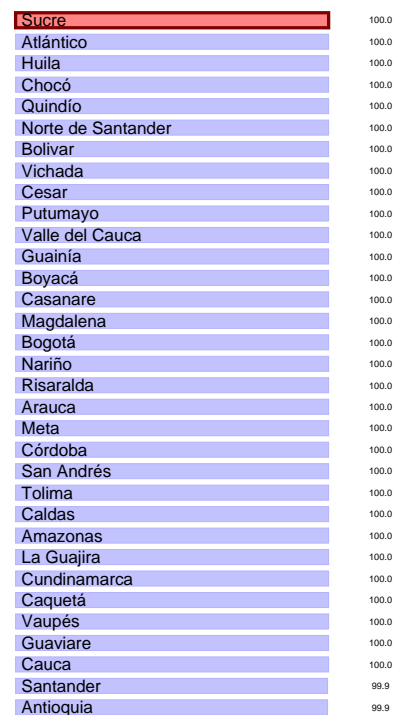 Sucre 100.0
Atlántico 100.0
Huila 100.0
Chocó 100.0
Quindío 100.0
Norte de Santander 100.0
Bolivar 100.0
Vichada 100.0
Cesar 100.0
Putumayo 100.0
Valle del Cauca 100.0
Guainía 100.0
Boyacá 100.0
Casanare 100.0
Magdalena 100.0
Bogotá 100.0
Nariño 100.0
Risaralda 100.0
Arauca 100.0
Meta 100.0
Córdoba 100.0
San Andrés 100.0
Tolima 100.0
Caldas 100.0
Amazonas 100.0
La Guajira 100.0
Cundinamarca 100.0
Caquetá 100.0
Vaupés 100.0
Guaviare 100.0
Cauca 100.0
Santander 99.9
Antioquia 99.9